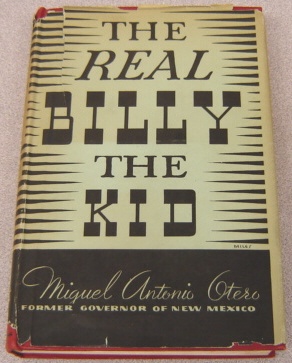 THE
REAL
BILLY
THE
KID
Miguel Antonio Otero
FORMER GOVERNOR OF NEW MEXICO